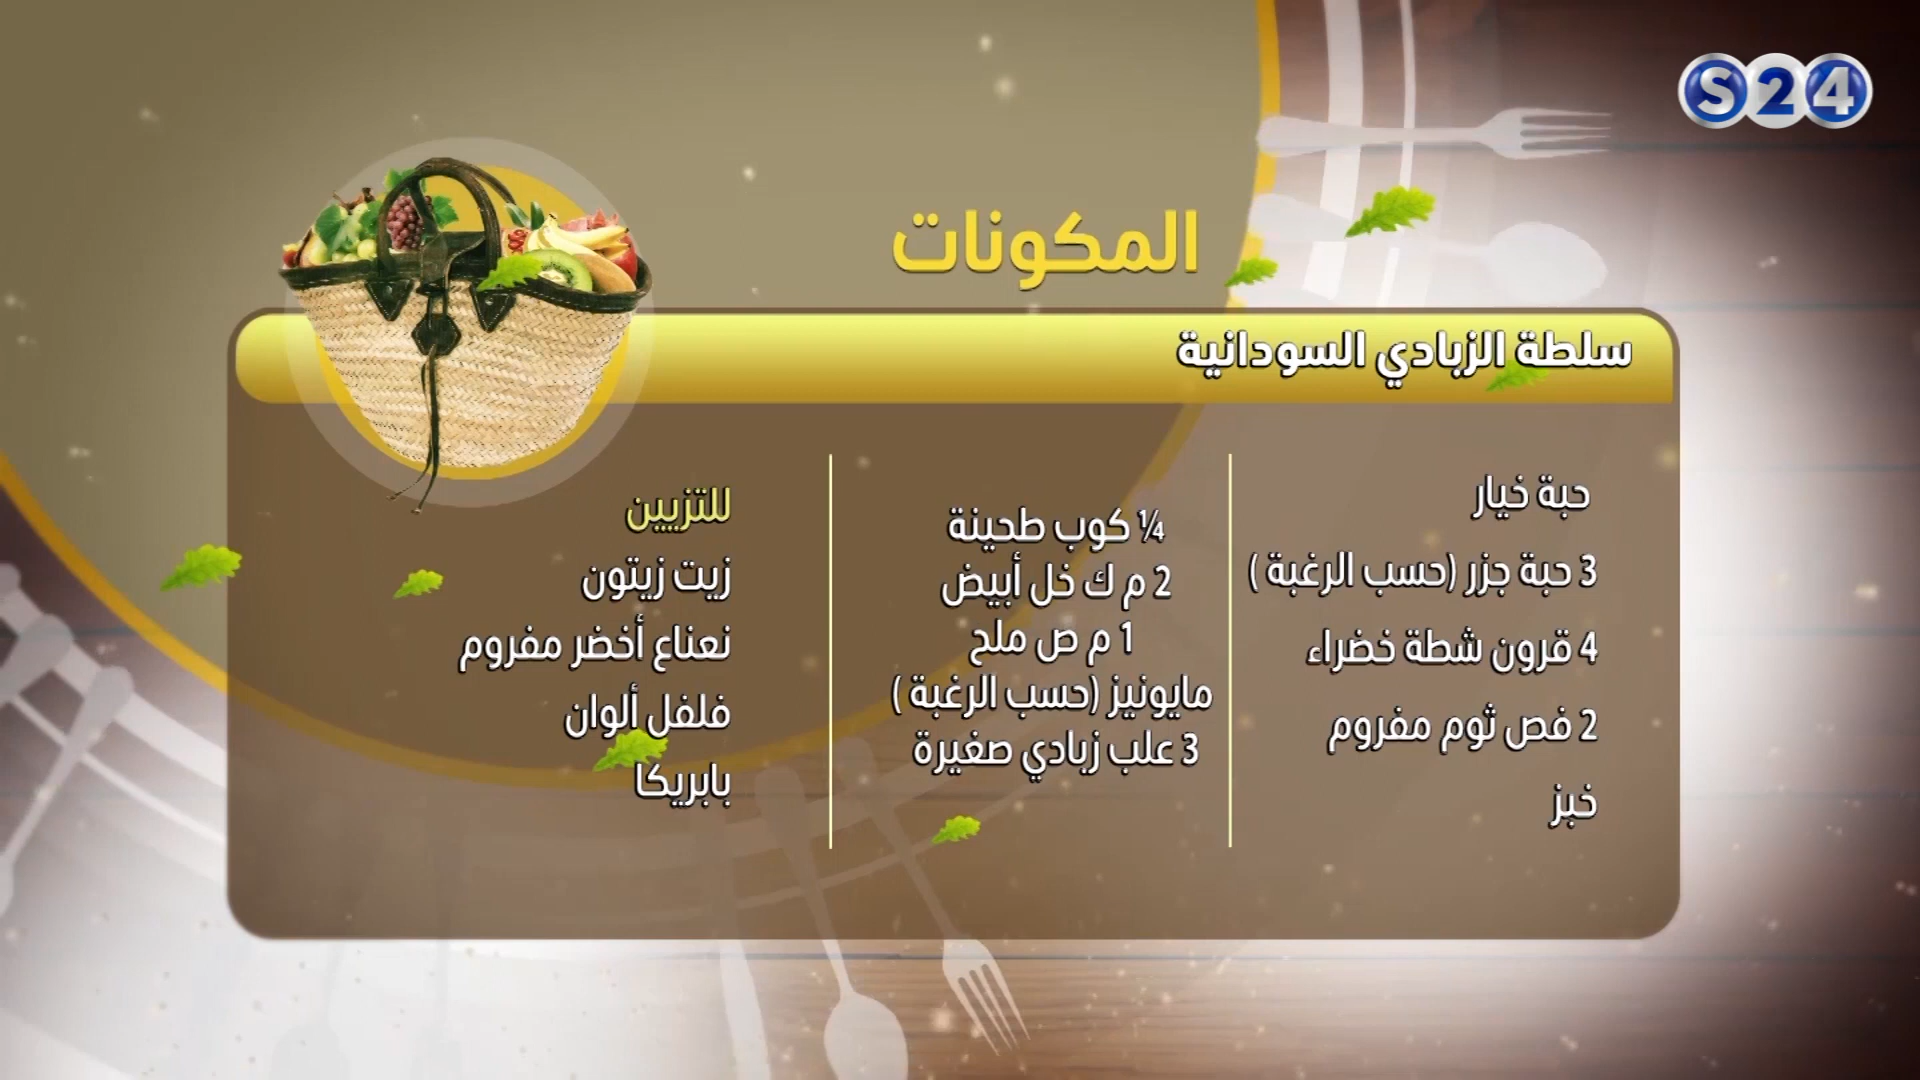 S24
المكونات
سلطة الزبادي السودانية
حبة خيار
3 حبة جزر (حسب الرغبة )
4 قرون شطة خضراء
2 فص ثوم مفروم
خبز
¼ كوب طحينة
2 م ك خل أبيض
1 م ص ملح
مايونيز (حسب الرغبة )
3 علب زبادي صغيرة
للتزيين
زيت زيتون
نعناع أخضر مفروم
فلفل ألوان
بابريكا